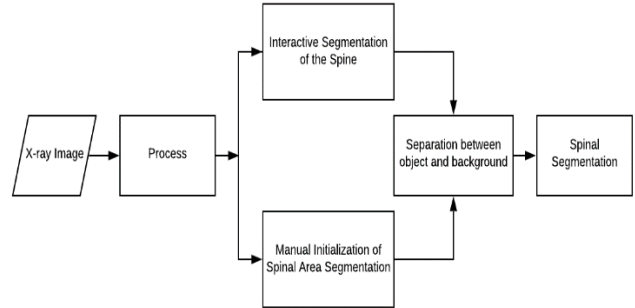 Interactive Segmentation
of the Spine
X-ray Image
Process
Separation between
object and background
Spinal
Segmentation
Manual Initialization of
Spinal Area Segmentation